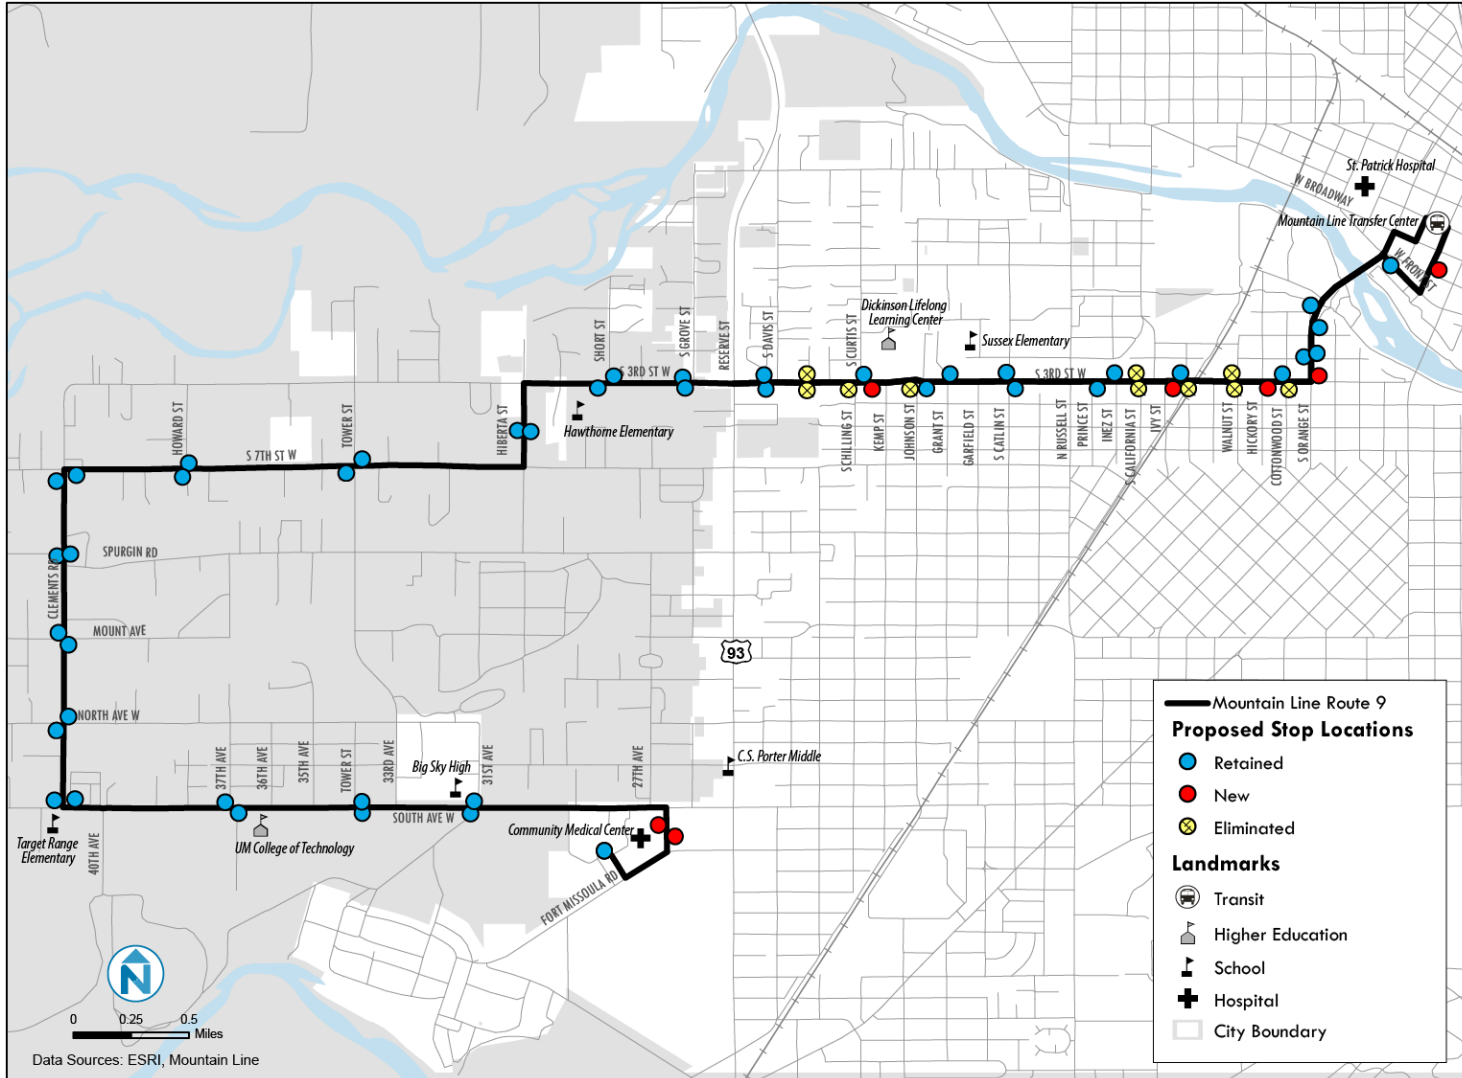 St. Patrick Hospital
W BROADWAY
Mountain Line Transfer Center
W FRONT ST
Dickinson Lifelong
Learning Center
Sussex Elementary
SHORT ST
S GROVE ST
RESERVE ST
S DAVIS ST
S CURTIS ST
S 3RD ST W
S 3RD ST W
Hawthorne Elementary
HOWARD ST
TOWER ST
HIBERTA ST
S 7TH ST W
SCHILLING ST
KEMP ST
JOHNSON ST
GRANT ST
GARFIELD ST
S CATLIN ST
N RUSSELL ST
PRINCE ST
INEZ ST
S CALIFORNIA ST
IVY ST
WALNUT ST
HICKORY ST
COTTONWOOD ST
S ORANGE ST
SPURGIN RD
CLEMENTS RD
MOUNT AVE
93
NORTH AVE W
37TH AVE
36TH AVE
35TH AVE
TOWER ST
33RD AVE
Big Sky High
31ST AVE
27TH AVE
C.S. Porter Middle
SOUTH AVE W
Target Range
Elementary
40TH AVE
UM College of Technology
Community Medical Center
FORT MISSOULA RD
Mountain Line Route 9
Proposed Stop Locations
Retained
New
Eliminated
Landmarks
Transit
Higher Education
School
Hospital
City Boundary
N
0 0.25 0.5
Miles
Data Sources: ESRI, Mountain Line